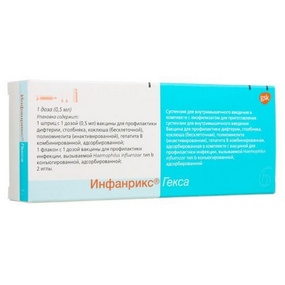 1 доза (0,5 мл)
Упаковка содержит:
1 шприц с 1 дозой (0,5 мл) вакцины для профилактики
дифтерии, столбняка, коклюша (бесклеточной),
полиомиелита (инактивированной), гепатита В
комбинированной, адсорбированной;
1 флакон с 1 дозой вакцины для профилактики
инфекции, вызываемой Haemophilus influenzae тип b
конъюгированной, адсорбированной;
2 иглы.
gsk
Суспензия для внутримышечного введения в
комплекте с лиофилизатом для приготовления
суспензии для внутримышечного введения
Вакцина для профилактики дифтерии, столбняка,
коклюша (бесклеточная), полиомиелита
(инактивированная), гепатита В комбинированная,
адсорбированная в комплекте с вакциной для
профилактики инфекции, вызываемой Haemophilus
influenzae тип b конъюгированной, адсорбированной
Инфанрикс® Гекса